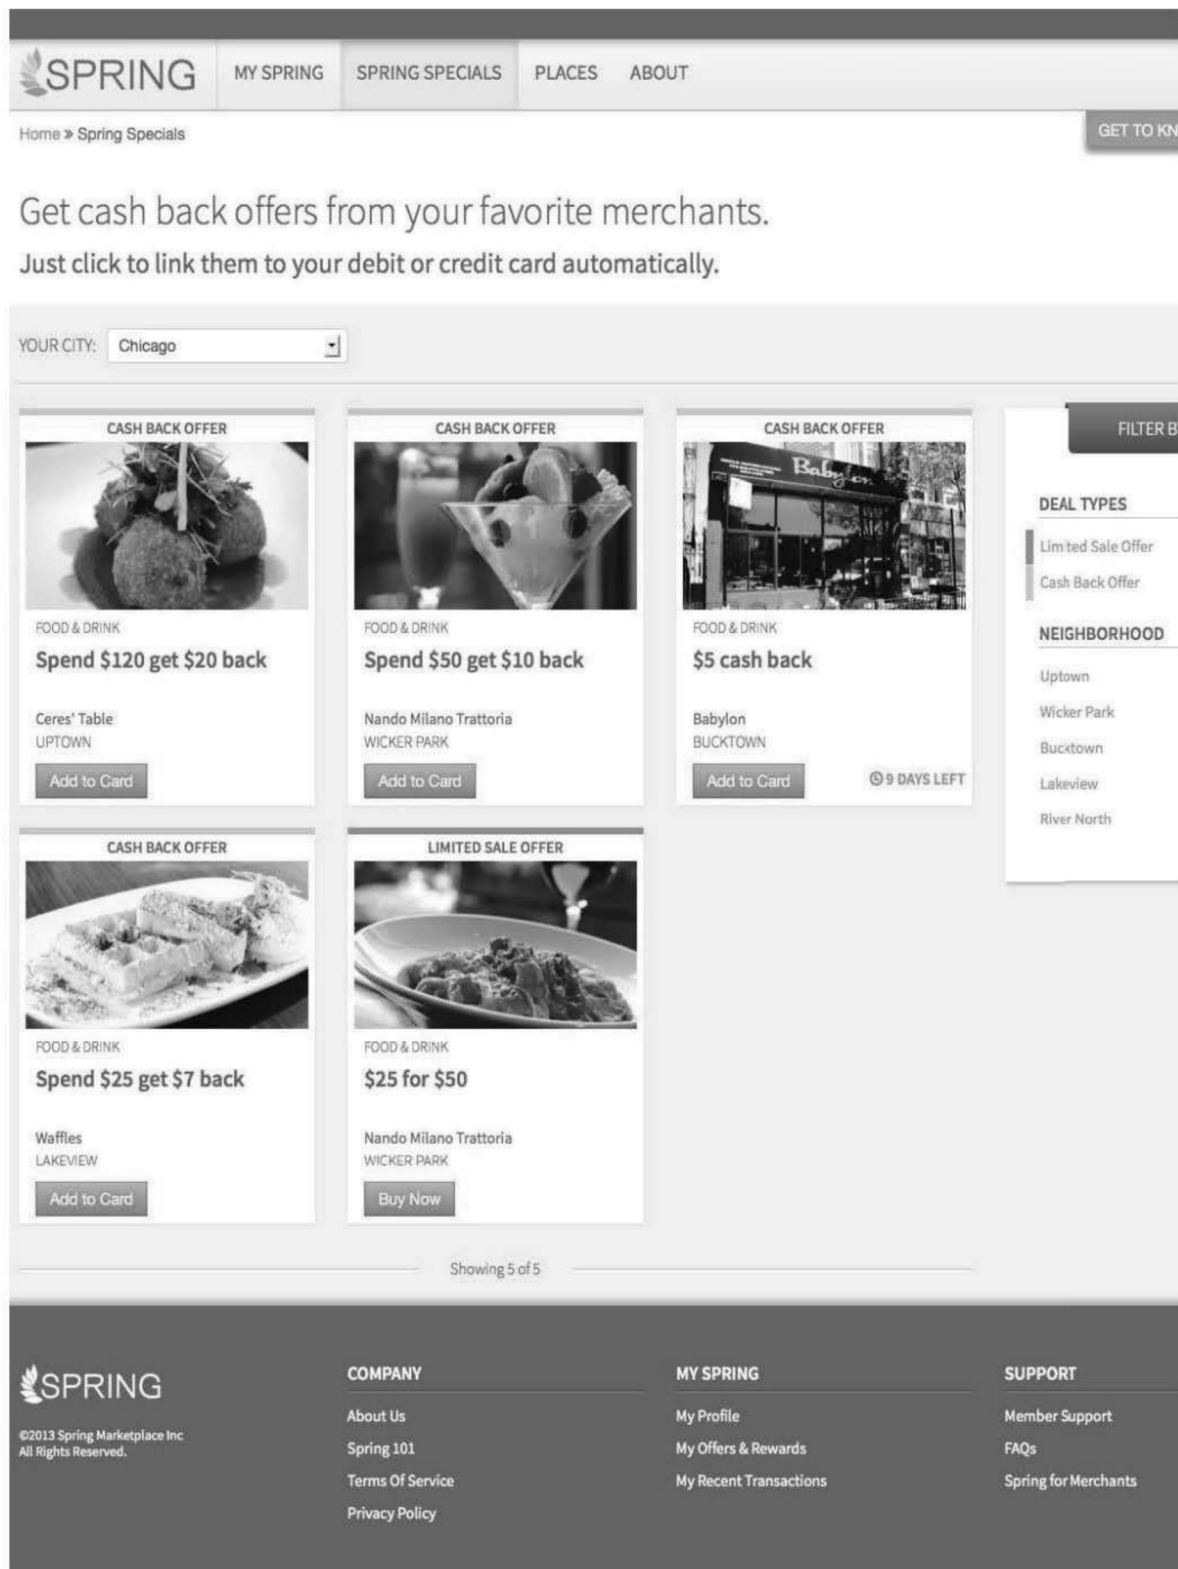 SPRING
MY SPRING
SPRING SPECIALS
PLACES
ABOUT
Home » Spring Specials
GET TO KN
Get cash back offers from your favorite merchants.
Just click to link them to your debit or credit card automatically.
YOUR CITY:
Chicago
CASH BACK OFFER
FOOD & DRINK
Spend $120 get $20 back
Ceres' Table
UPTOWN
Add to Card
CASH BACK OFFER
FOOD & DRINK
Spend $50 get $10 back
Nando Milano Trattoria
WICKER PARK
Add to Card
CASH BACK OFFER
Babylon
FOOD & DRINK
$5 cash back
Babylon
BUCKTOWN
Add to Card
9 DAYS LEFT
FILTER B
DEAL TYPES
Limited Sale Offer
Cash Back Offer
NEIGHBORHOOD
Uptown
Wicker Park
Bucktown
Lakeview
River North
CASH BACK OFFER
FOOD & DRINK
Spend $25 get $7 back
Waffles
LAKEVIEW
Add to Card
LIMITED SALE OFFER
FOOD & DRINK
$25 for $50
Nando Milano Trattoria
WICKER PARK
Buy Now
Showing 5 of 5
SPRING
©2013 Spring Marketplace Inc
All Rights Reserved.
COMPANY
About Us
Spring 101
Terms Of Service
Privacy Policy
MY SPRING
My Profile
My Offers & Rewards
My Recent Transactions
SUPPORT
Member Support
FAQs
Spring for Merchants